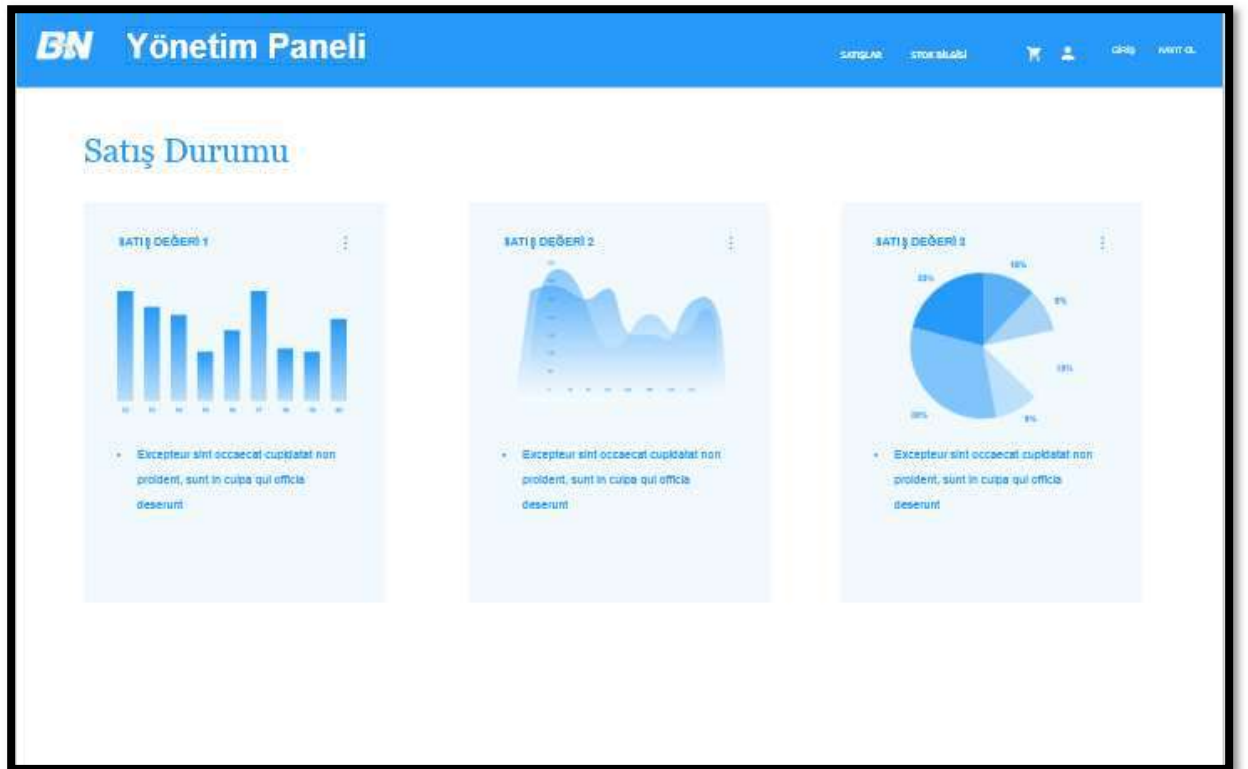 BN Yönetim Paneli
SATIŞLAR STOK BİLGİSİ GİRİŞ KAYIT OL
Satış Durumu
SATIŞ DEĞERİ 1
SATIŞ DEĞERİ 2
SATIŞ DEĞERİ 3
Excepteur sint occaecat cupidatat non
proident, sunt in culpa qui officia
deserunt
Excepteur sint occaecat cupidatat non
proident, sunt in culpa qui officia
deserunt
Excepteur sint occaecat cupidatat non
proident, sunt in culpa qui officia
deserunt